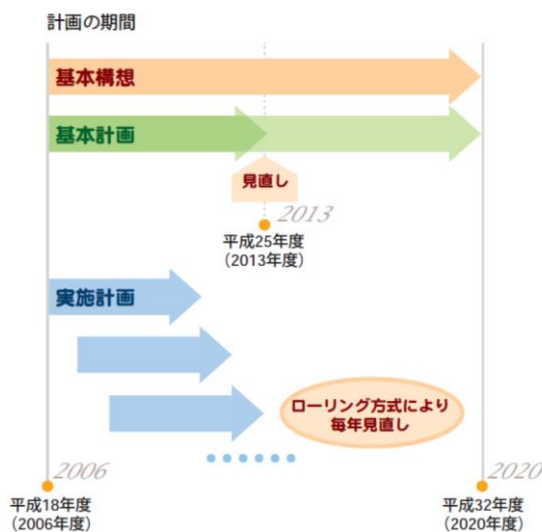 計画の期間
基本構想
基本計画
見直し
2013
平成25年度
（2013年度）
実施計画
ローリング方式により
毎年見直し
2006
2020
平成18年度
（2006年度）
平成32年度
（2020年度）